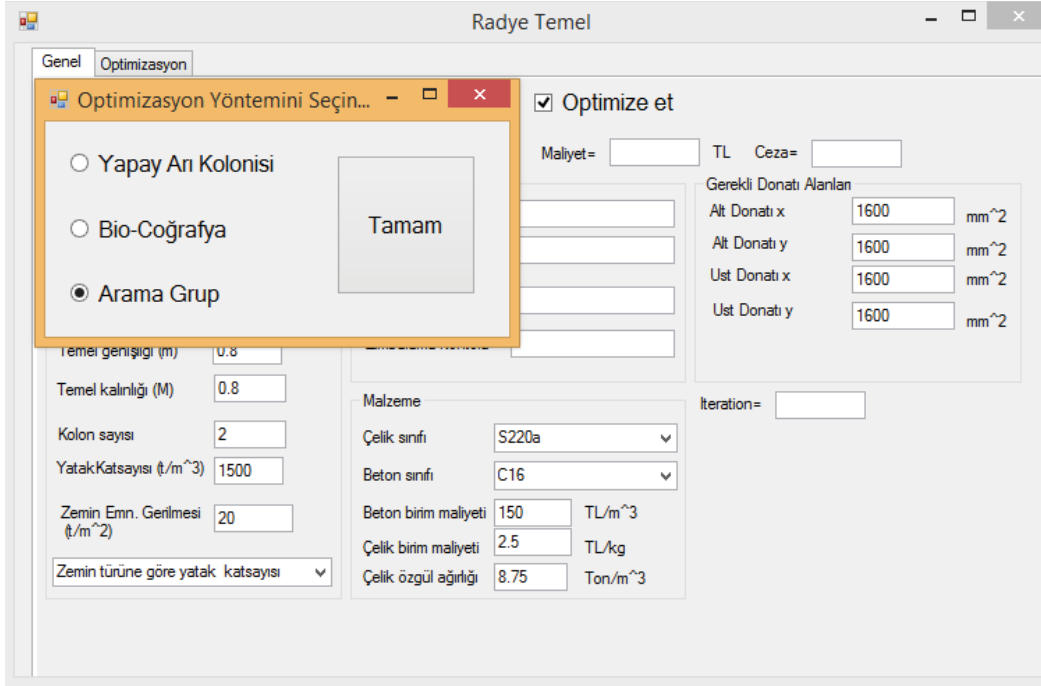 Radye Temel
Genel Optimizasyon
Optimizasyon Yöntemini Seçin...
Yapay Arı Kolonisi
Bio-Coğrafya
Arama Grup
Tamam
Optimize et
Maliyet= TL Ceza=
Gerekli Donatı Alanları
Alt Donatı x 1600 mm^2
Alt Donatı y 1600 mm^2
Ust Donatı x 1600 mm^2
Ust Donatı y 1600 mm^2
Iteration=
Temel genişliği (m) 0.8
Temel kalınlığı (M) 0.8
Kolon sayısı 2
YatakKatsayısı (t/m^3) 1500
Zemin Emn. Gerilmesi
(t/m^2) 20
Zemin türüne göre yatak katsayısı
Malzeme
Çelik sınıfı S220a
Beton sınıfı C16
Beton birim maliyeti 150 TL/m^3
Çelik birim maliyeti 2.5 TL/kg
Çelik özgül ağırlığı 8.75 Ton/m^3